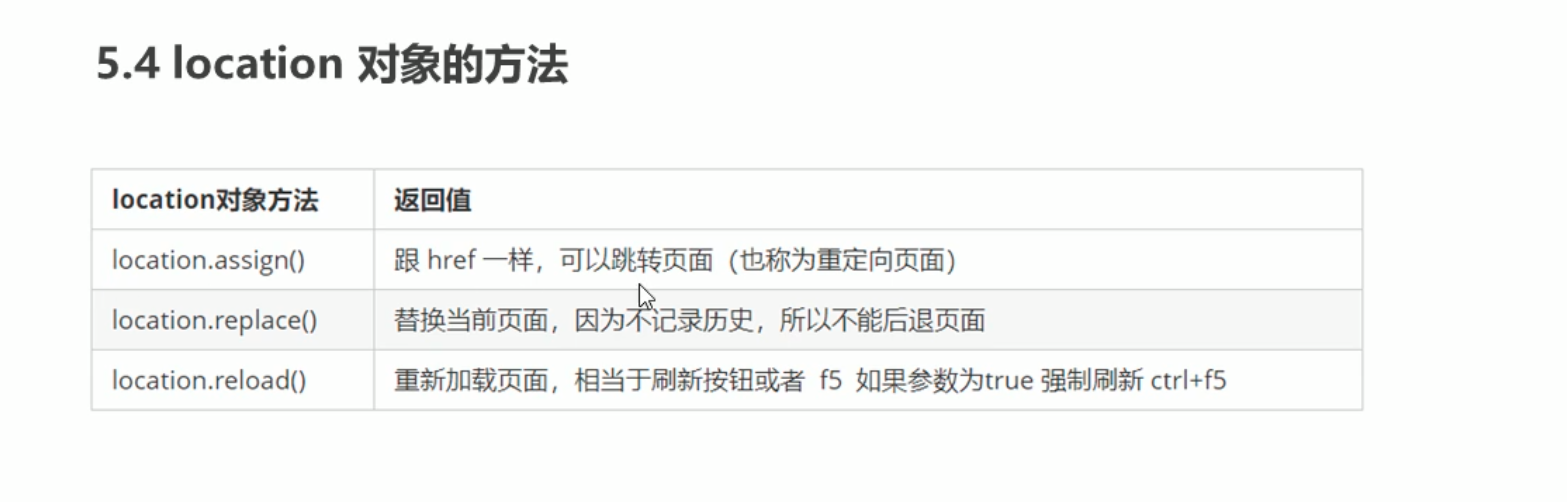 5.4 location 对象的方法
location对象方法 返回值
location.assign() 跟 href 一样，可以跳转页面（也称为重定向页面）
location.replace() 替换当前页面，因为不记录历史，所以不能后退页面
location.reload() 重新加载页面，相当于刷新按钮或者 f5 如果参数为true 强制刷新 ctrl+f5